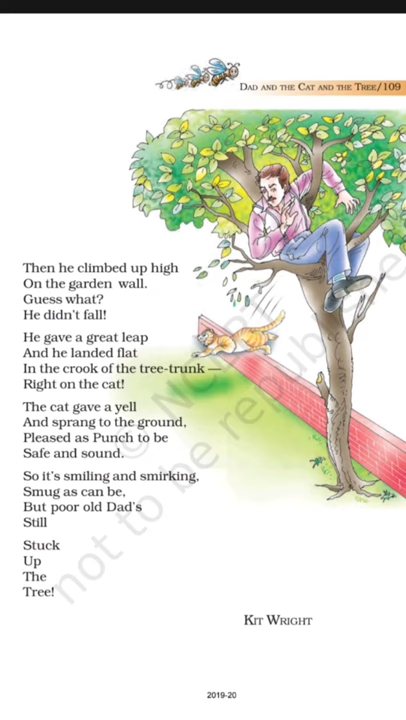 DAD AND THE CAT AND THE TREE/109
Then he climbed up high
On the garden wall.
Guess what?
He didn't fall!
He gave a great leap
And he landed flat
In the crook of the tree-trunk —
Right on the cat!
The cat gave a yell
And sprang to the ground,
Pleased as Punch to be
Safe and sound.
So it's smiling and smirking,
Smug as can be,
But poor old Dad's
Still
Stuck
Up
The
Tree!
KIT WRIGHT
not to be republishe
2019-20